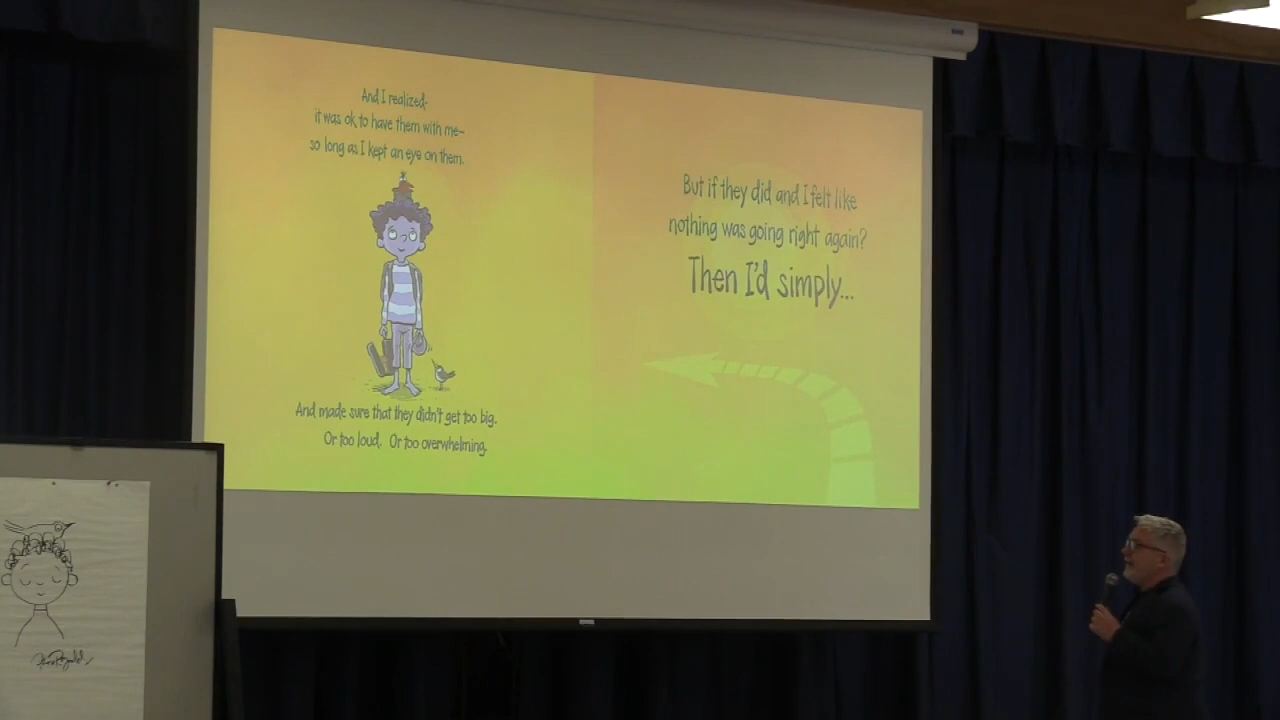 And I realized-
it was ok to have them with me—
so long as I kept an eye on them.
And made sure that they didn't get too big.
Or too loud. Or too overwhelming.
But if they did and I felt like
nothing was going right again?
Then I'd simply...